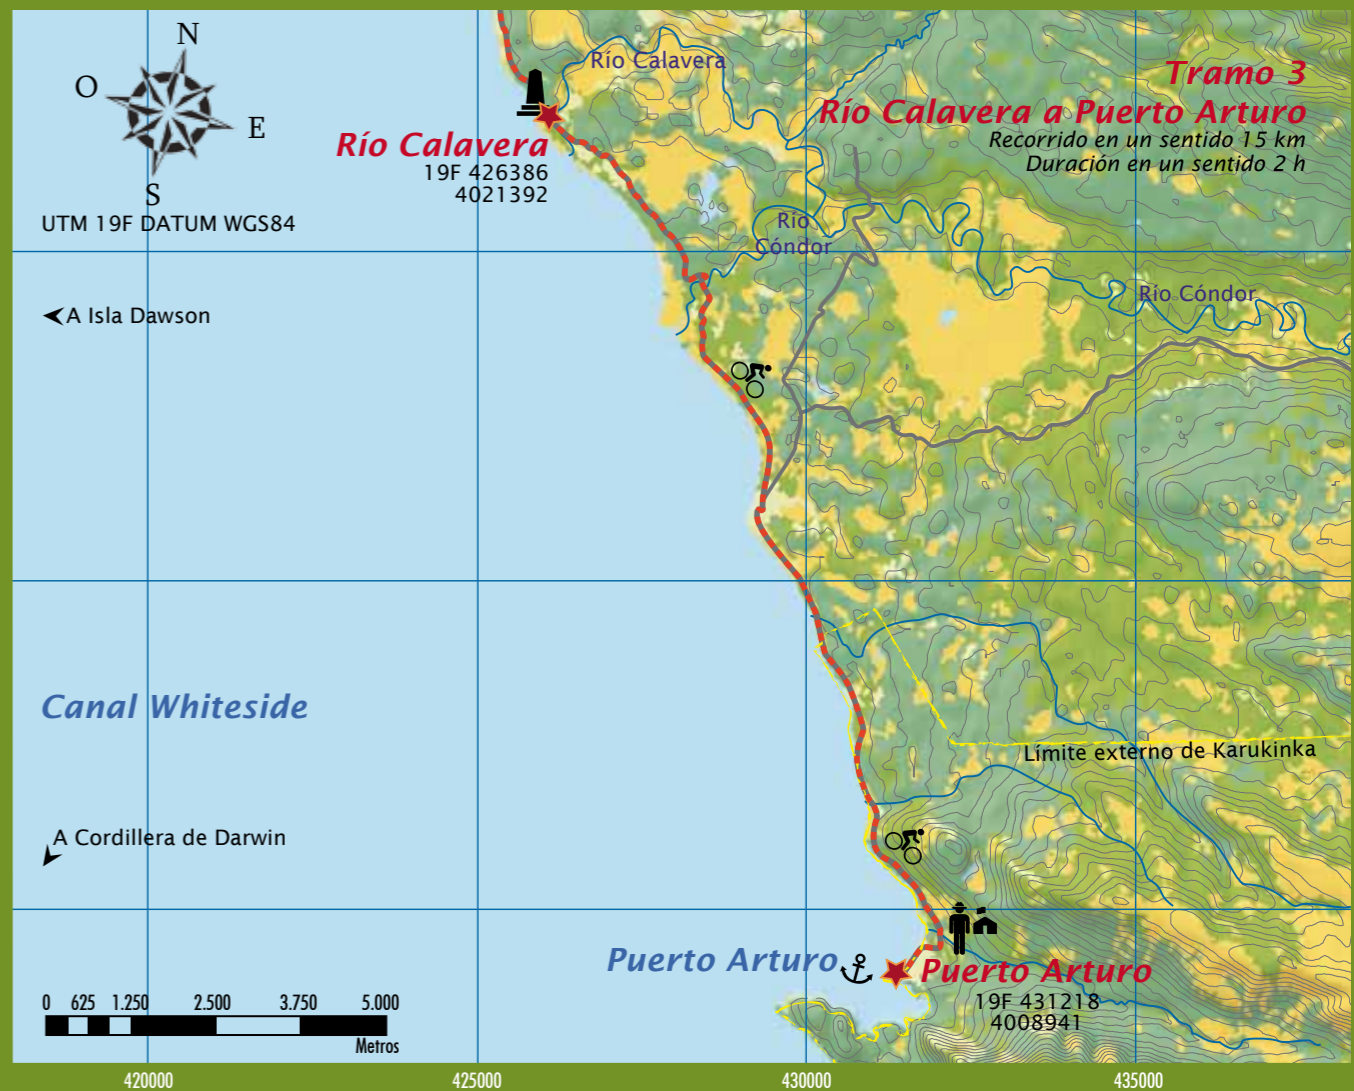 N
O
E
S
UTM 19F DATUM WGS84
Río Calavera
Tramo 3
Río Calavera a Puerto Arturo
Recorrido en un sentido 15 km
Duración en un sentido 2 h
Río Calavera
19F 426386
4021392
Río
Cóndor
Río Cóndor
A Isla Dawson
Canal Whiteside
Límite externo de Karukinka
A Cordillera de Darwin
Puerto Arturo
Puerto Arturo
19F 431218
4008941
0 625 1.250 2.500 3.750 5.000
Metros
420000 425000 430000 435000